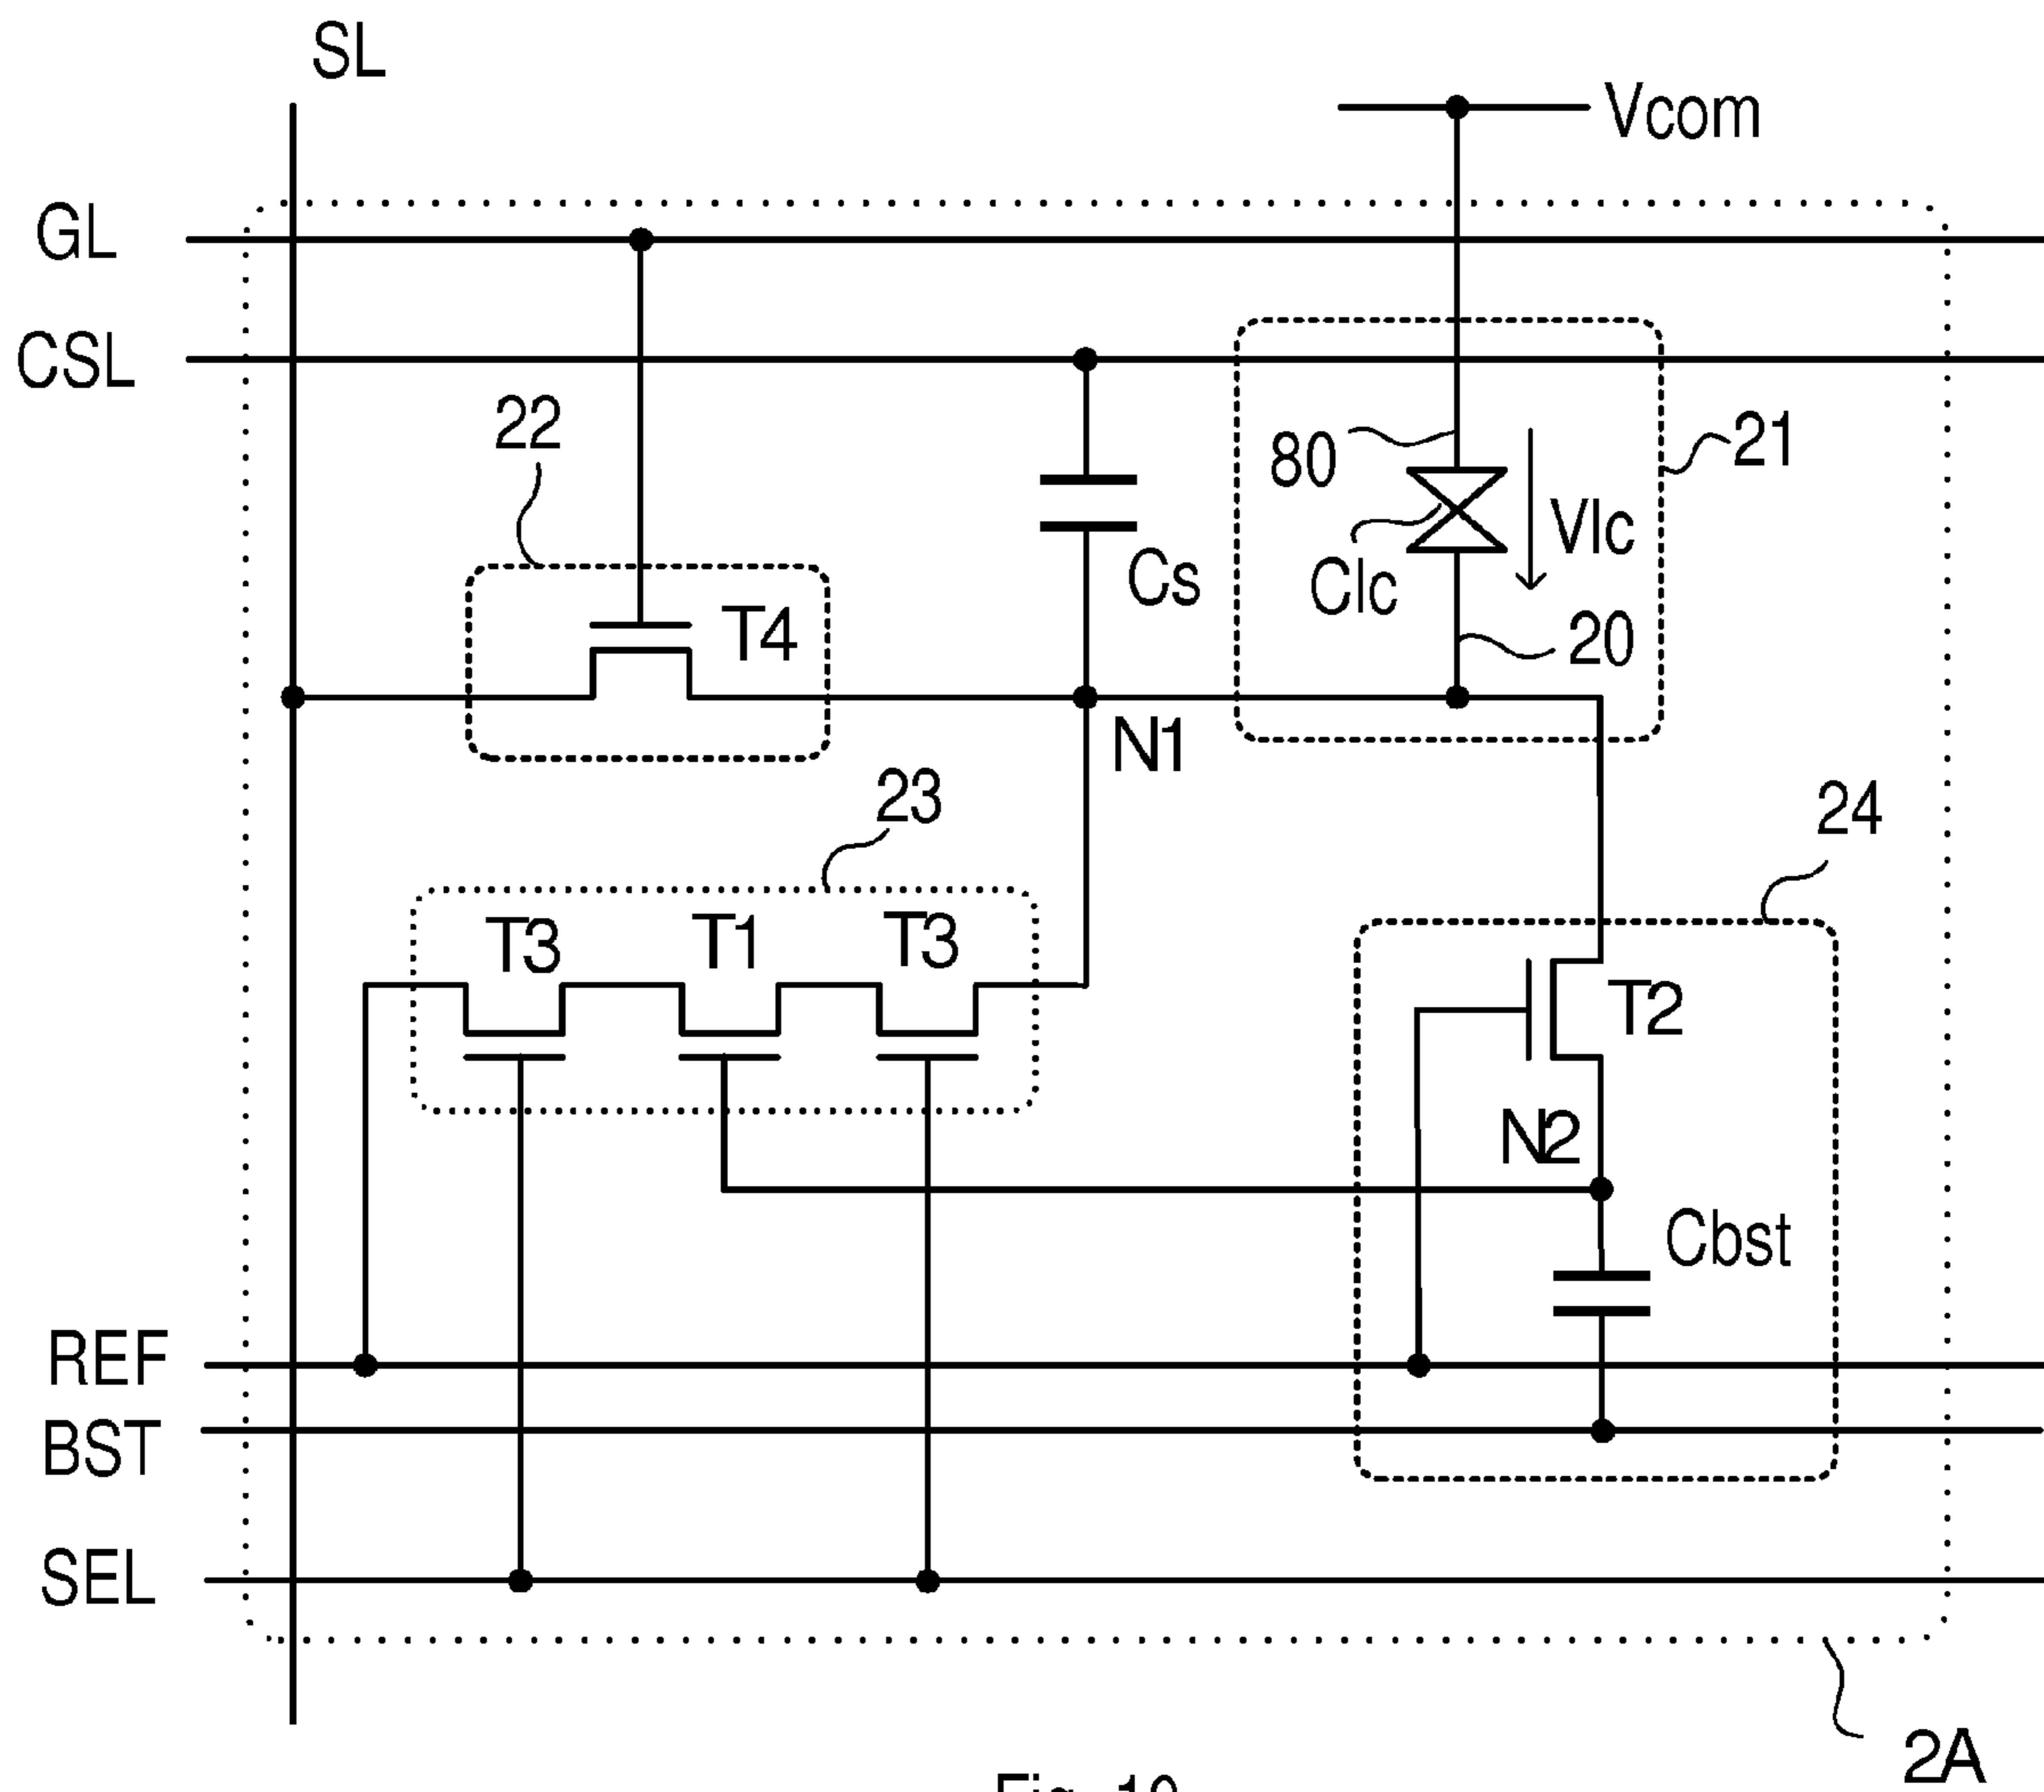 SL
Vcom
GL
CSL
22
80
21
Vlc
Cs
Clc
T4
20
N1
23
24
T3
T1
T3
T2
N2
Cbst
REF
BST
SEL
2A